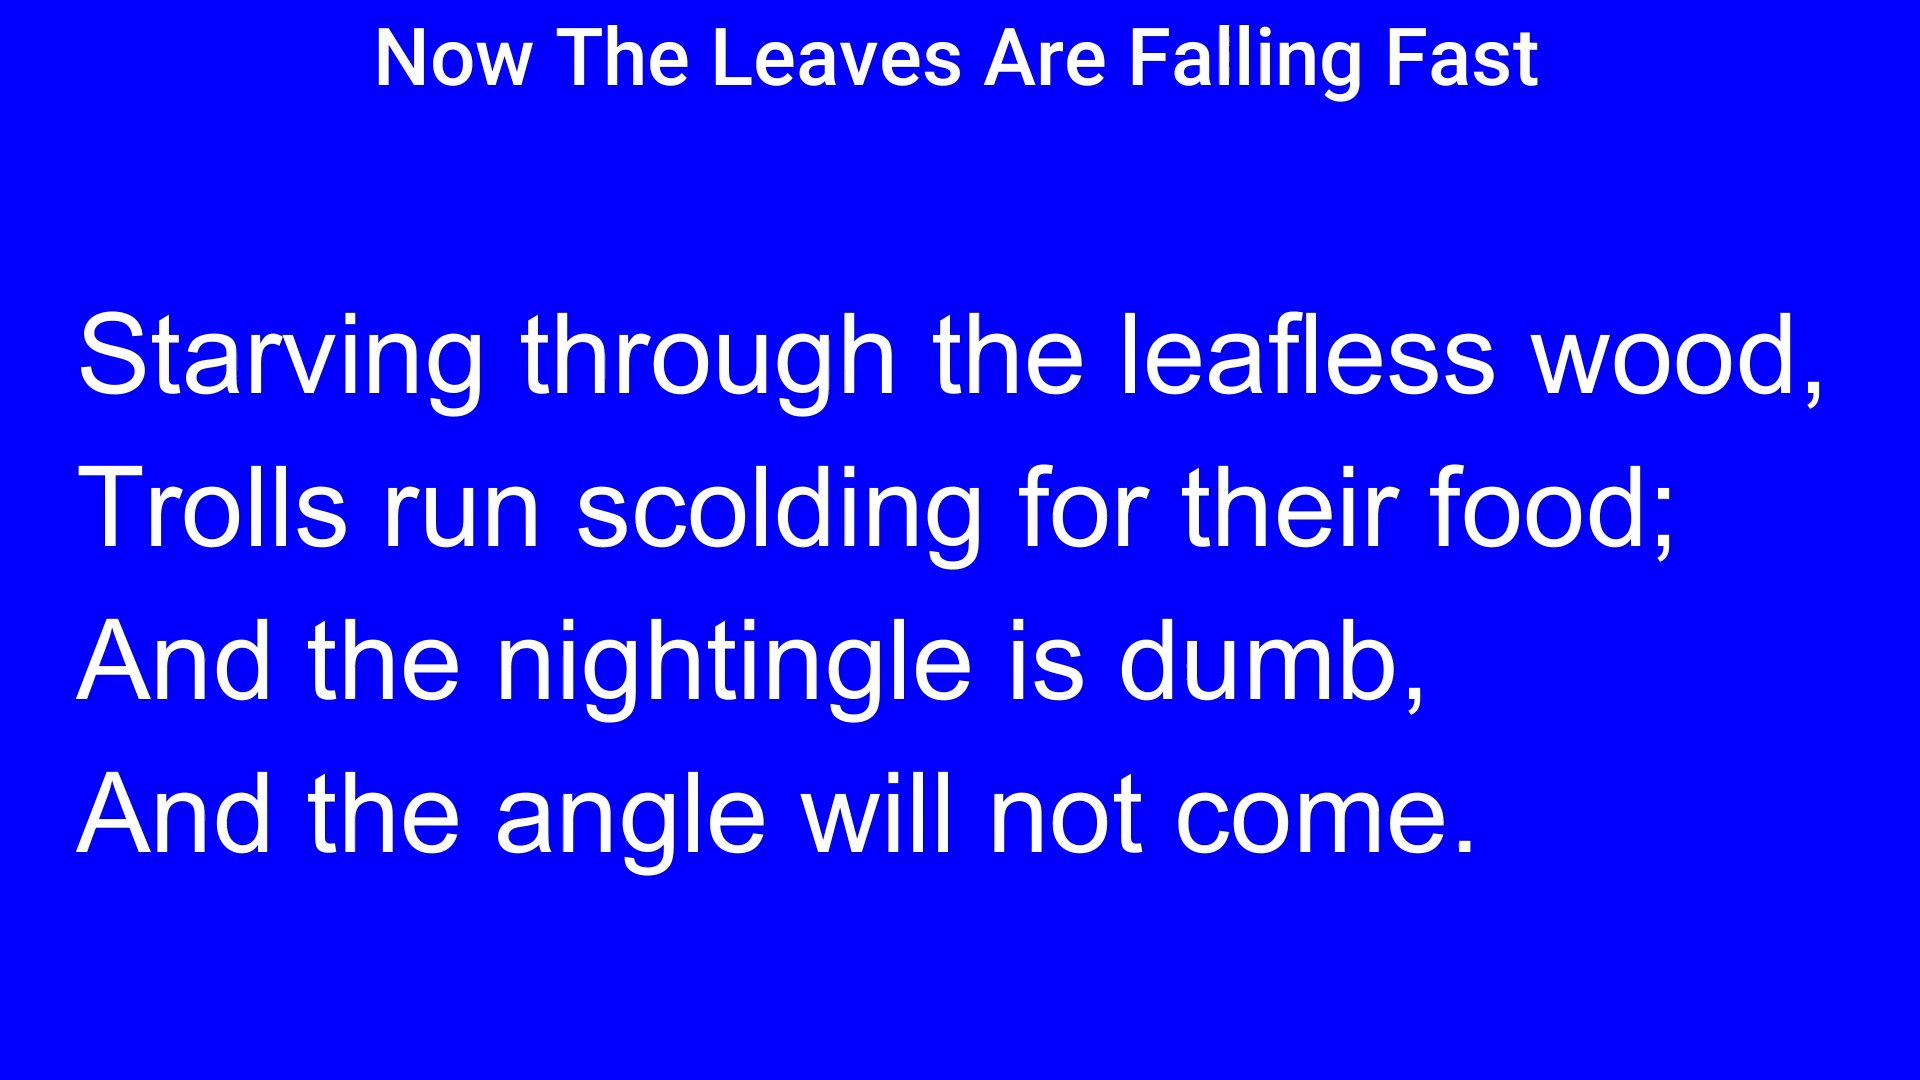 Now The Leaves Are Falling Fast
Starving through the leafless wood,
Trolls run scolding for their food;
And the nightingle is dumb,
And the angle will not come.